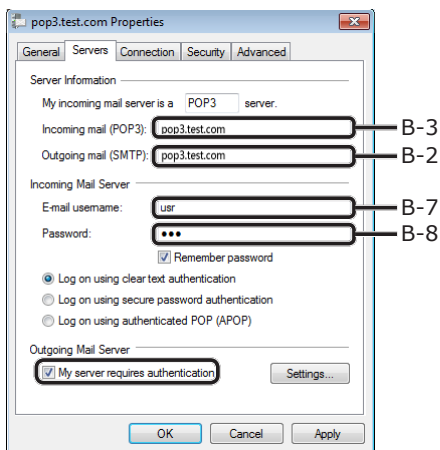 pop3.test.com Properties
General Servers Connection Security Advanced
Server Information
My incoming mail server is a POP3 server.
Incoming mail (POP3): pop3.test.com B-3
Outgoing mail (SMTP): pop3.test.com B-2
Incoming Mail Server
E-mail username: usr B-7
Password: ●●● B-8
Remember password
Log on using clear text authentication
Log on using secure password authentication
Log on using authenticated POP (APOP)
Outgoing Mail Server
My server requires authentication Settings...
OK Cancel Apply